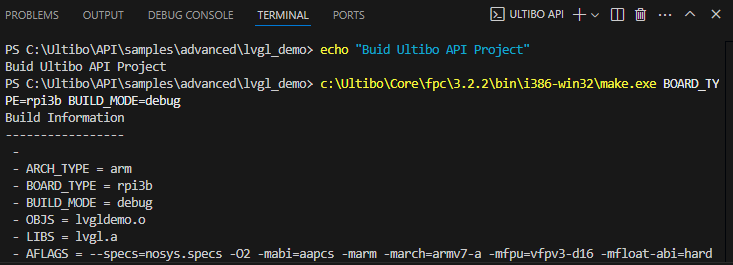 PROBLEMS OUTPUT DEBUG CONSOLE TERMINAL PORTS ULTIBO API
PS C:\Ultibo\API\samples\advanced\lvgl_demo> echo "Buid Ultibo API Project"
Buid Ultibo API Project
PS C:\Ultibo\API\samples\advanced\lvgl_demo> c:\Ultibo\Core\fpc\3.2.2\bin\i386-win32\make.exe BOARD_TY
PE=rpi3b BUILD_MODE=debug
Build Information
-----------------
-
- ARCH_TYPE = arm
- BOARD_TYPE = rpi3b
- BUILD_MODE = debug
- OBJS = lvgldemo.o
- LIBS = lvgl.a
- AFLAGS = --specs=nosys.specs -O2 -mabi=aapcs -marm -march=armv7-a -mfpu=vfpv3-d16 -mfloat-abi=hard